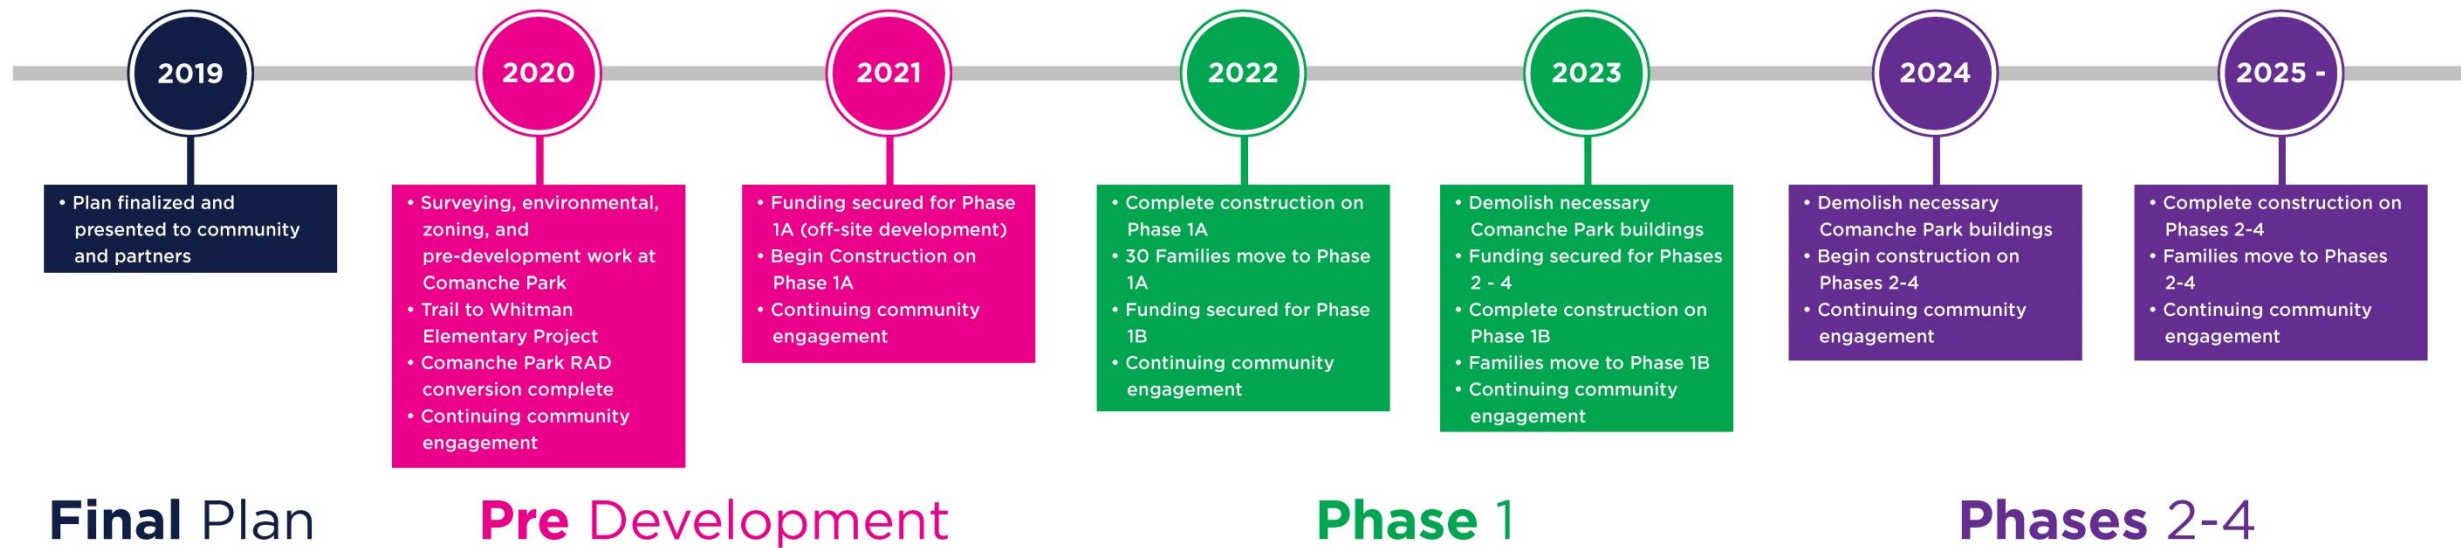 2019
2020
2021
2022
2023
2024
2025 -
• Plan finalized and
presented to community
and partners
• Surveying, environmental,
zoning, and
pre-development work at
Comanche Park
• Trail to Whitman
Elementary Project
• Comanche Park RAD
conversion complete
• Continuing community
engagement
• Funding secured for Phase
1A (off-site development)
• Begin Construction on
Phase 1A
• Continuing community
engagement
• Complete construction on
Phase 1A
• 30 Families move to Phase
1A
• Funding secured for Phase
1B
• Continuing community
engagement
• Demolish necessary
Comanche Park buildings
• Funding secured for Phases
2 - 4
• Complete construction on
Phase 1B
• Families move to Phase 1B
• Continuing community
engagement
• Demolish necessary
Comanche Park buildings
• Begin construction on
Phases 2-4
• Continuing community
engagement
• Complete construction on
Phases 2-4
• Families move to Phases
2-4
• Continuing community
engagement
Final Plan
Pre Development
Phase 1
Phases 2-4